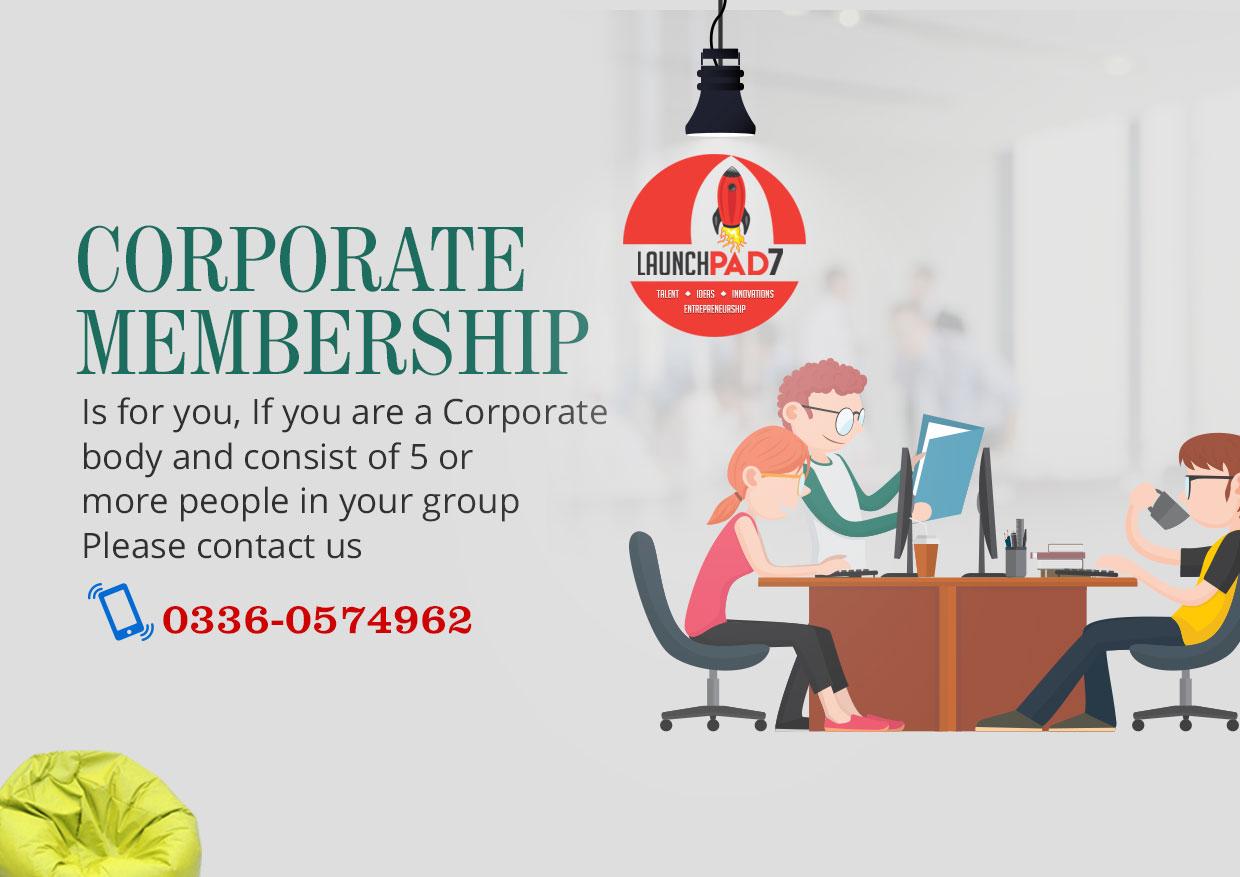 CORPORATE
MEMBERSHIP
Is for you, If you are a Corporate
body and consist of 5 or
more people in your group
Please contact us
0336-0574962
LAUNCHPAD7
TALENT ◆ IDEAS ◆ INNOVATIONS
ENTREPRENEURSHIP